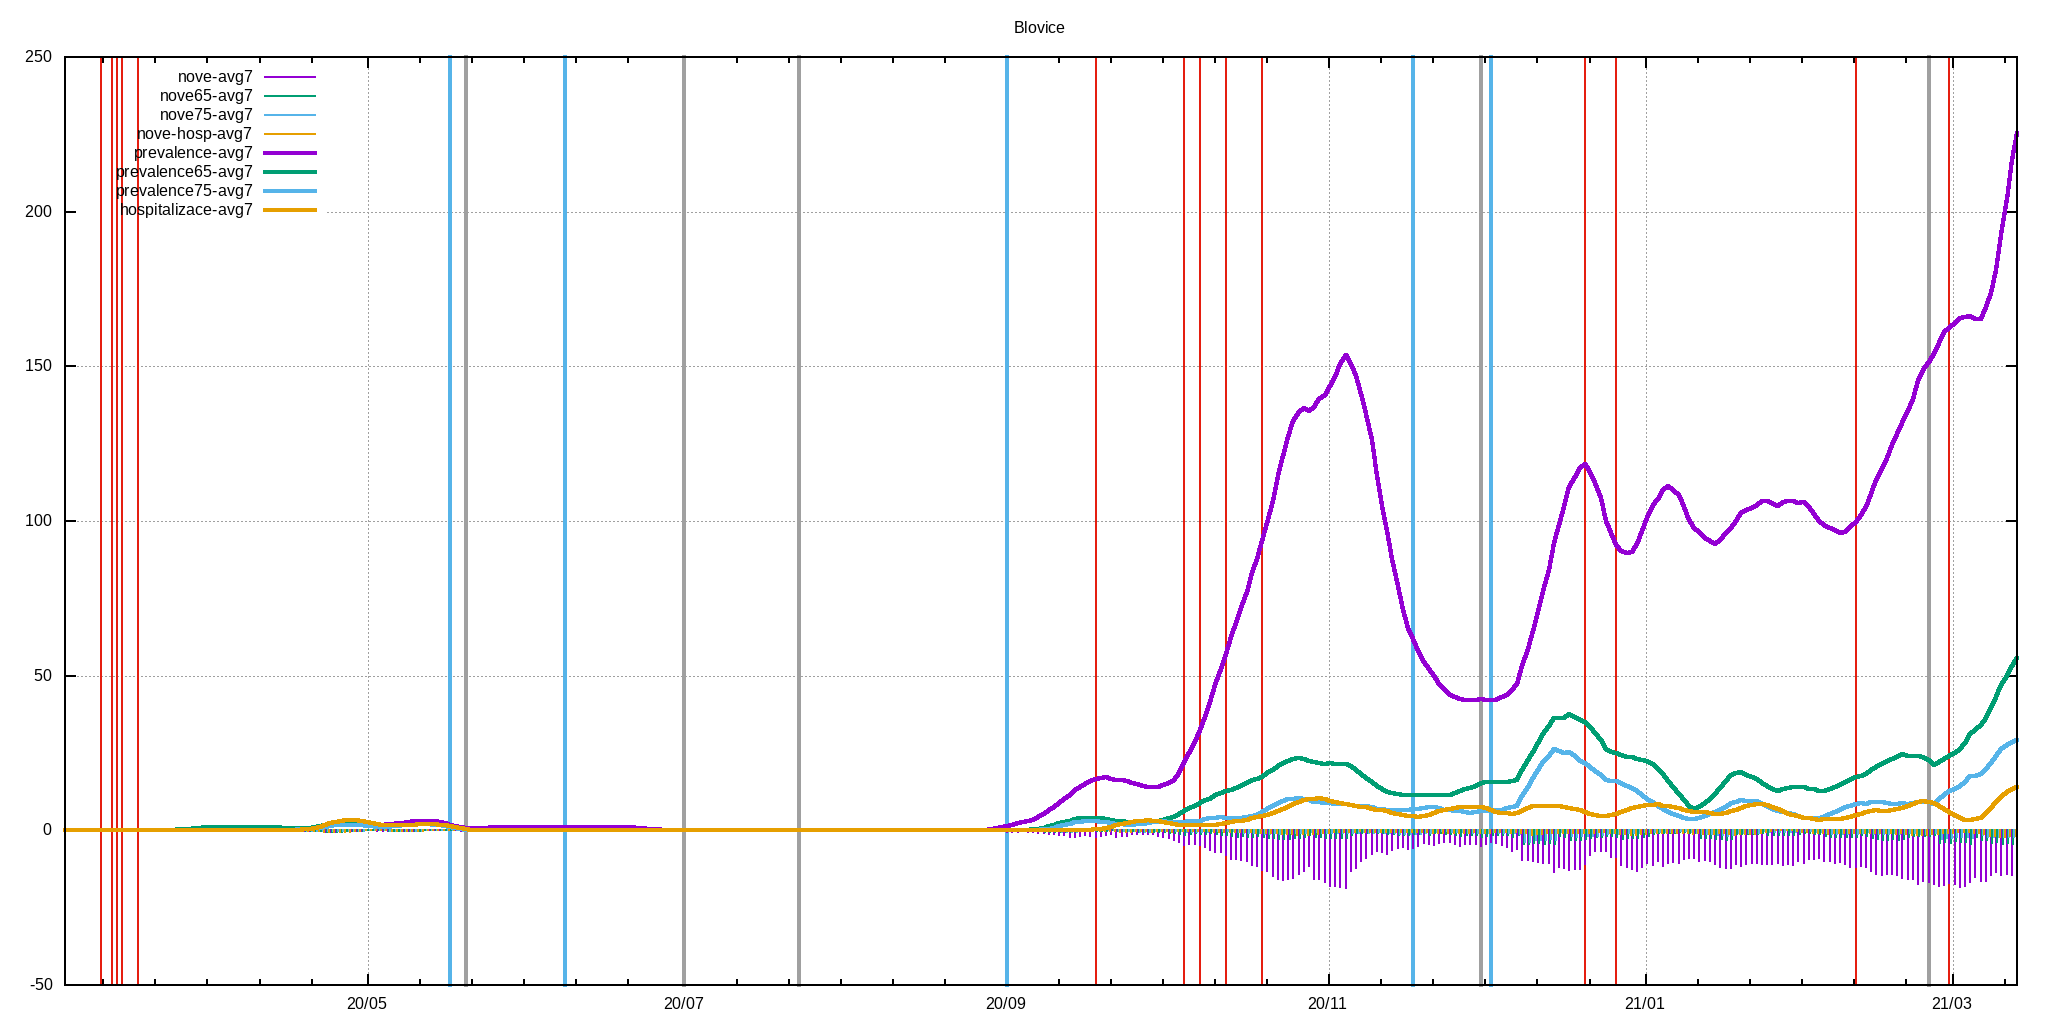 Blovice
250
200
150
100
50
0
-50
nove-avg7
nove65-avg7
nove75-avg7
nove-hosp-avg7
prevalence-avg7
prevalence65-avg7
prevalence75-avg7
hospitalizace-avg7
20/05
20/07
20/09
20/11
21/01
21/03